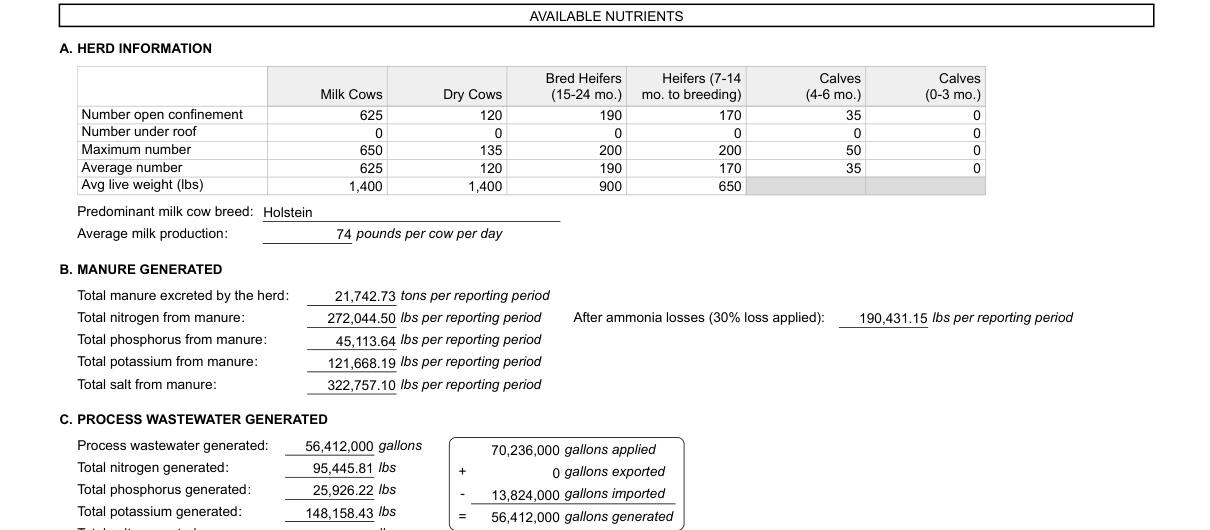 AVAILABLE NUTRIENTS
A. HERD INFORMATION
Milk Cows Dry Cows Bred Heifers (15-24 mo.) Heifers (7-14 mo. to breeding) Calves (4-6 mo.) Calves (0-3 mo.)
Number open confinement 625 120 190 170 35 0
Number under roof 0 0 0 0 0 0
Maximum number 650 135 200 200 50 0
Average number 625 120 190 170 35 0
Avg live weight (lbs) 1,400 1,400 900 650
Predominant milk cow breed: Holstein
Average milk production: 74 pounds per cow per day
B. MANURE GENERATED
Total manure excreted by the herd: 21,742.73 tons per reporting period
Total nitrogen from manure: 272,044.50 lbs per reporting period After ammonia losses (30% loss applied): 190,431.15 lbs per reporting period
Total phosphorus from manure: 45,113.64 lbs per reporting period
Total potassium from manure: 121,668.19 lbs per reporting period
Total salt from manure: 322,757.10 lbs per reporting period
C. PROCESS WASTEWATER GENERATED
Process wastewater generated: 56,412,000 gallons
Total nitrogen generated: 95,445.81 lbs
Total phosphorus generated: 25,926.22 lbs
Total potassium generated: 148,158.43 lbs
70,236,000 gallons applied
+ 0 gallons exported
- 13,824,000 gallons imported
= 56,412,000 gallons generated